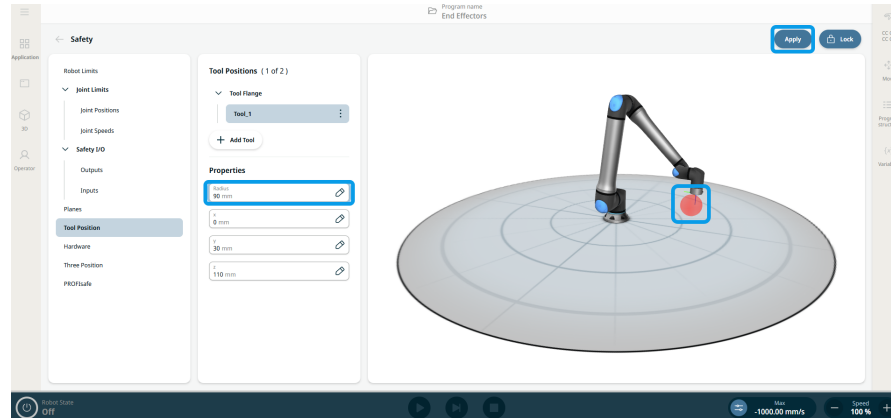 Program name
End Effectors
Safety
Apply
Lock
Application
3D
Operator
Robot Limits
Joint Limits
Joint Positions
Joint Speeds
Safety I/O
Outputs
Inputs
Planes
Tool Position
Hardware
Three Position
PROFIsafe
Tool Positions ( 1 of 2 )
Tool Flange
Tool_1
Add Tool
Properties
Radius
90 mm
x
0 mm
Y
30 mm
z
110 mm
Robot State
Off
Max
-1000.00 mm/s
Speed
100 %